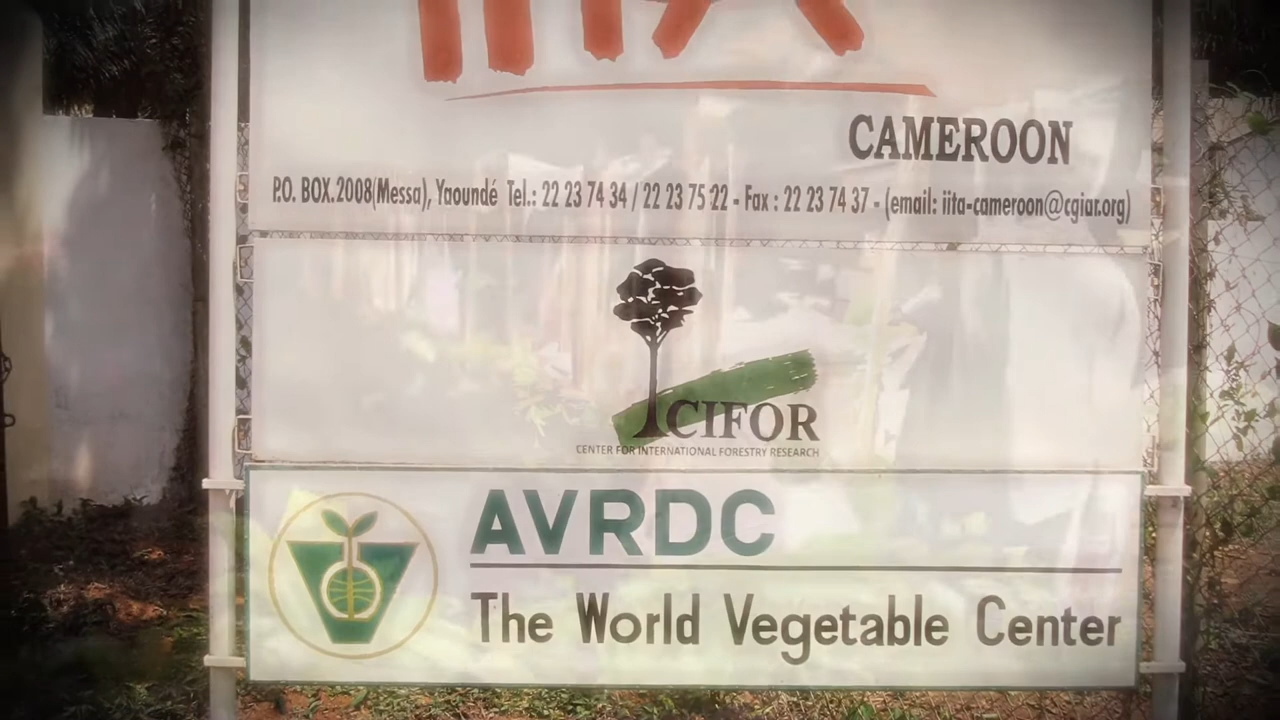 IITA
CAMEROON
P.O. BOX.2008(Messa), Yaoundé Tel.: 22 23 74 34 / 22 23 75 22 - Fax : 22 23 74 37 - (email: iita-cameroon@cgiar.org)
CIFOR
CENTER FOR INTERNATIONAL FORESTRY RESEARCH
AVRDC
The World Vegetable Center